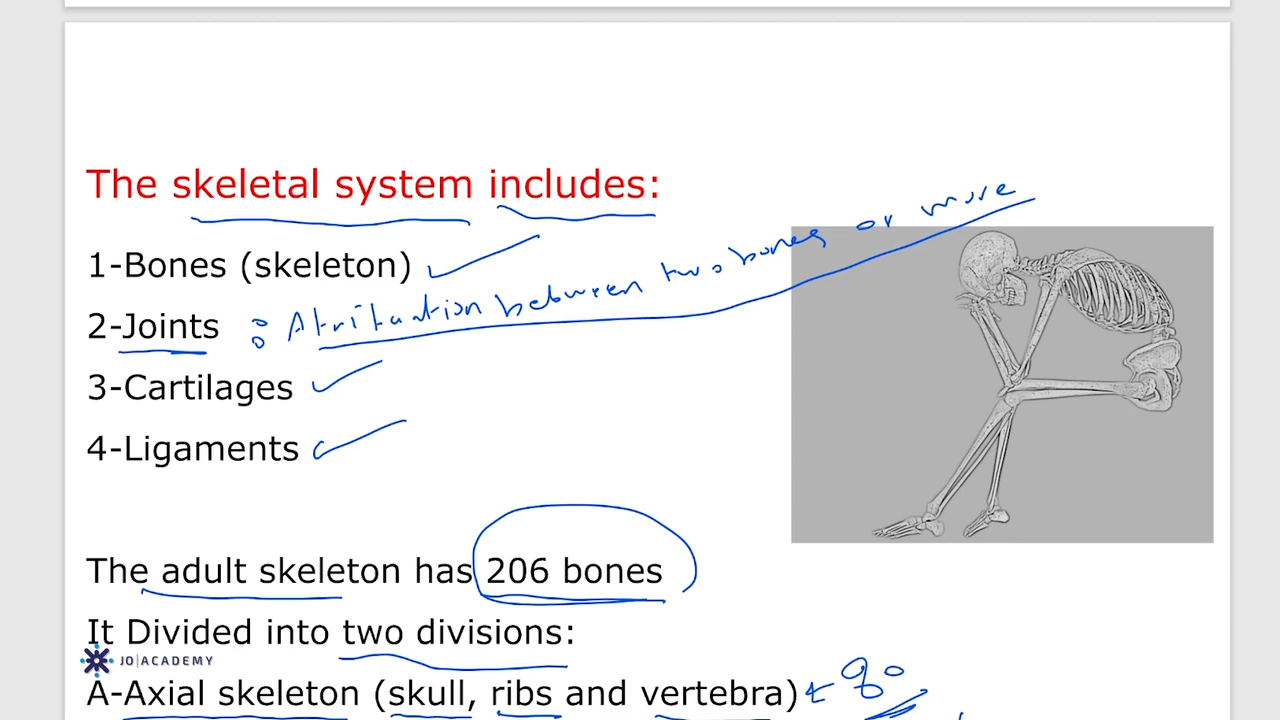 The skeletal system includes:
1-Bones (skeleton)
2-Joints : between two bones or more
3-Cartilages
4-Ligaments
The adult skeleton has 206 bones
It Divided into two divisions:
JO|ACADEMY
A-Axial skeleton (skull, ribs and vertebra)